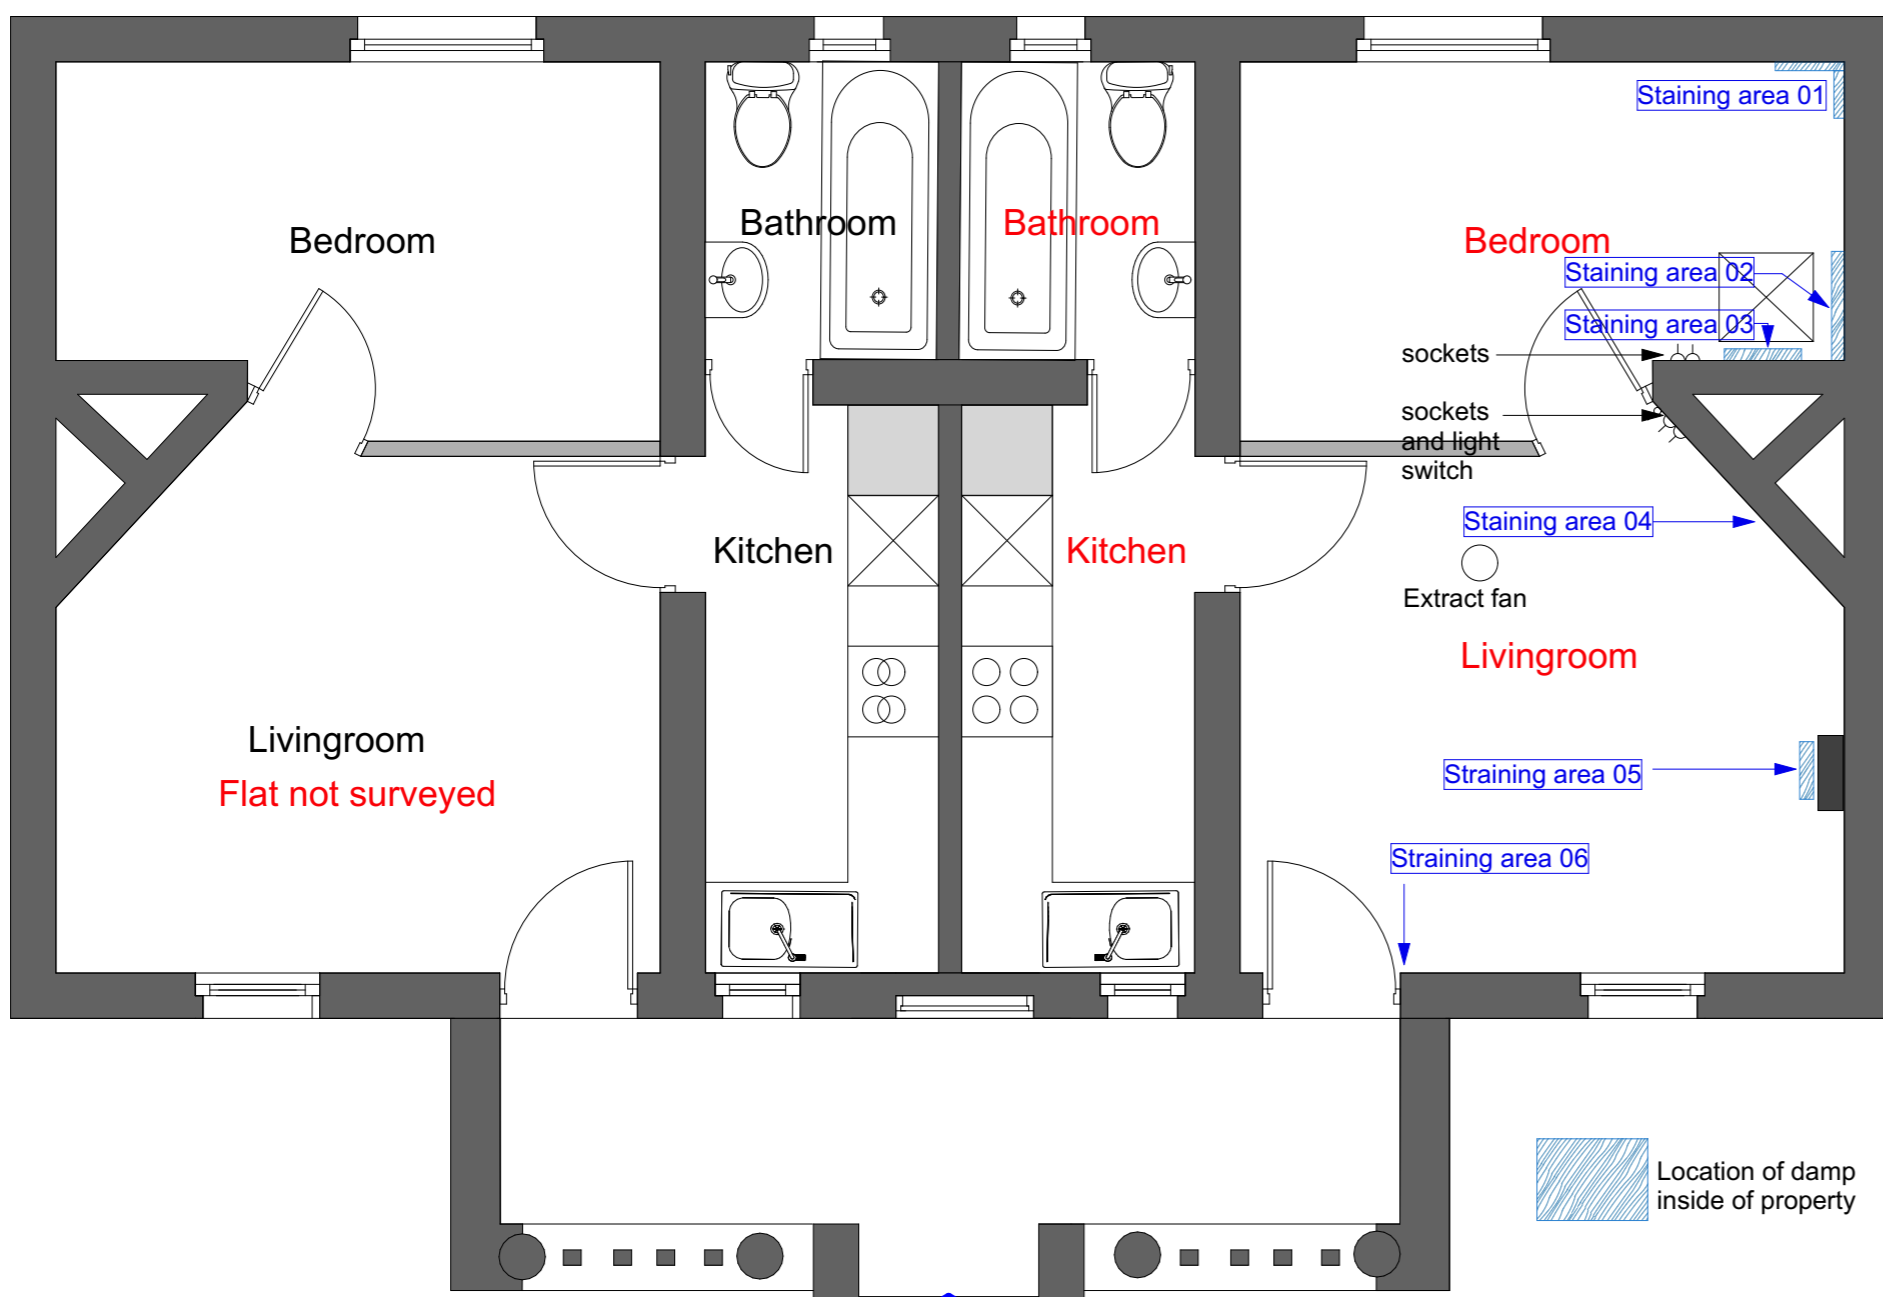 Staining area 01
Bathroom
Bathroom
Bedroom
Bedroom
Staining area 02
Staining area 03
sockets
sockets
and light
switch
Staining area 04
Kitchen
Kitchen
Extract fan
Livingroom
Livingroom
Flat not surveyed
Straining area 05
Straining area 06
Location of damp
inside of property